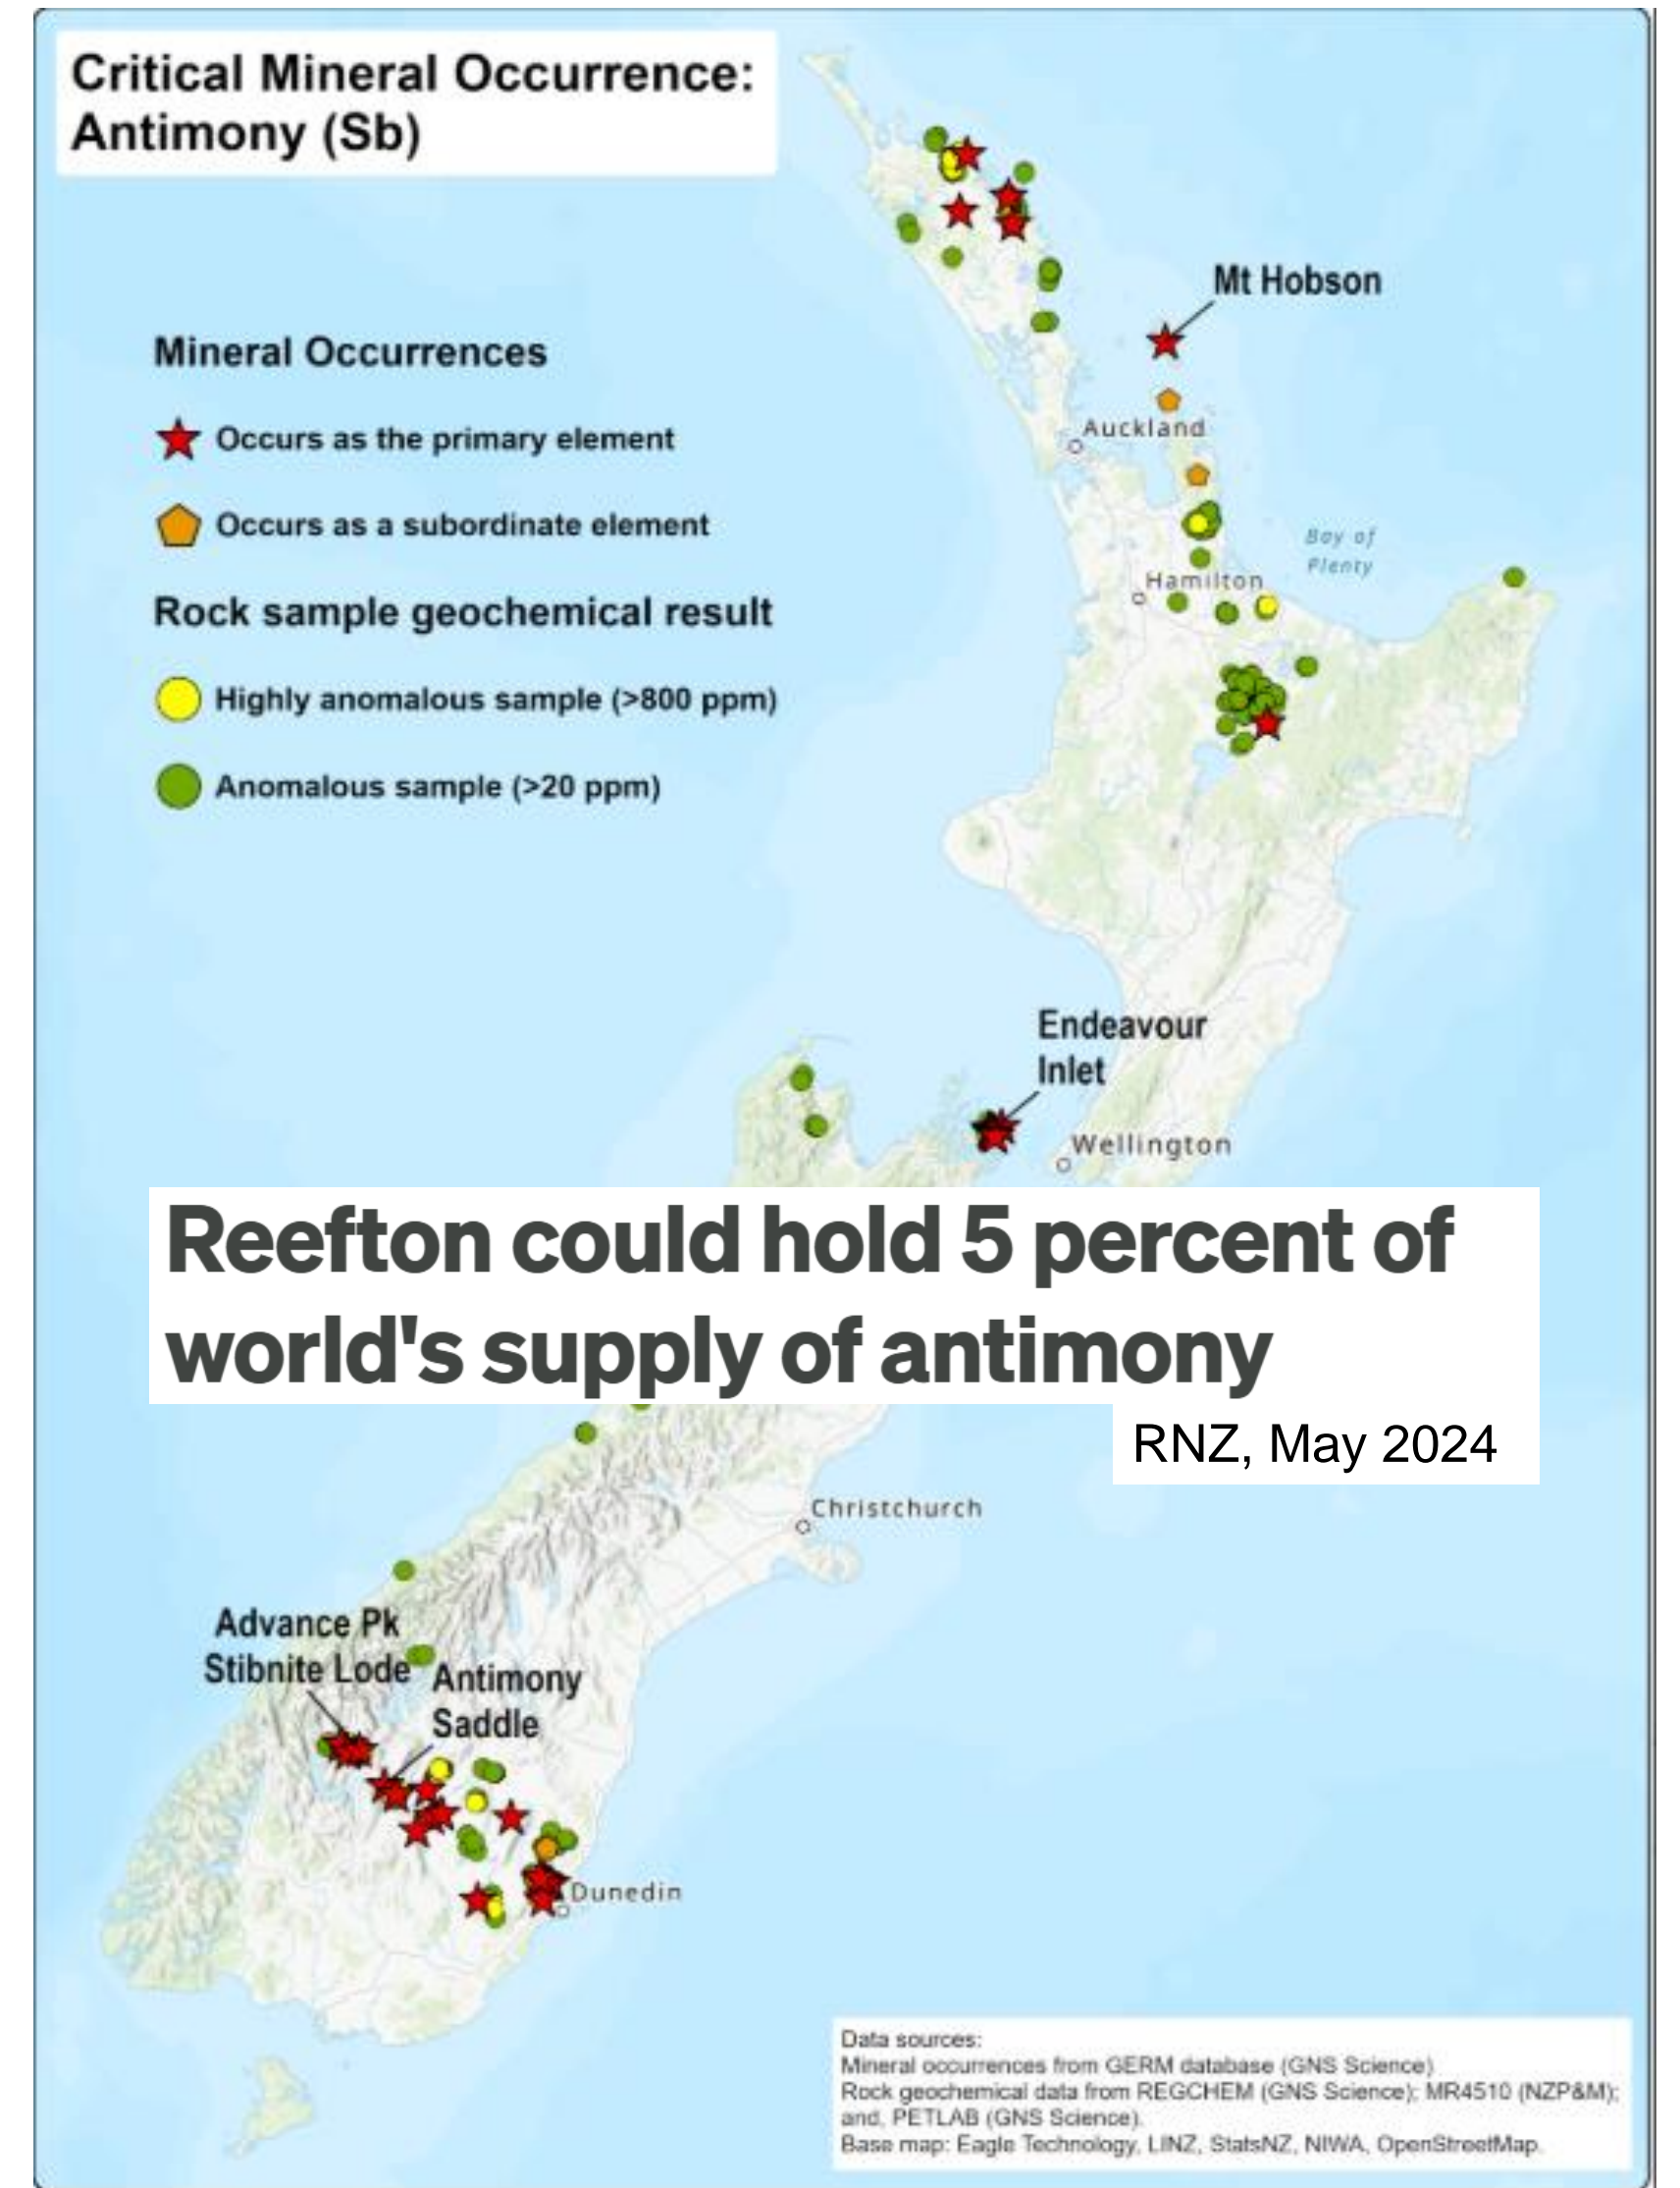 Critical Mineral Occurrence:
Antimony (Sb)
Mt Hobson
Mineral Occurrences
Occurs as the primary element
Auckland
Occurs as a subordinate element
Bay of
Plenty
Hamilton
Rock sample geochemical result
Highly anomalous sample (>800 ppm)
Anomalous sample (>20 ppm)
Endeavour
Inlet
Wellington
Reefton could hold 5 percent of
world's supply of antimony
RNZ, May 2024
Christchurch
Advance Pk
Stibnite Lode
Antimony
Saddle
Dunedin
Data sources:
Mineral occurrences from GERM database (GNS Science)
Rock geochemical data from REGCHEM (GNS Science); MR4510 (NZP&M);
and, PETLAB (GNS Science).
Base map: Eagle Technology, LINZ, StatsNZ, NIWA, OpenStreetMap.